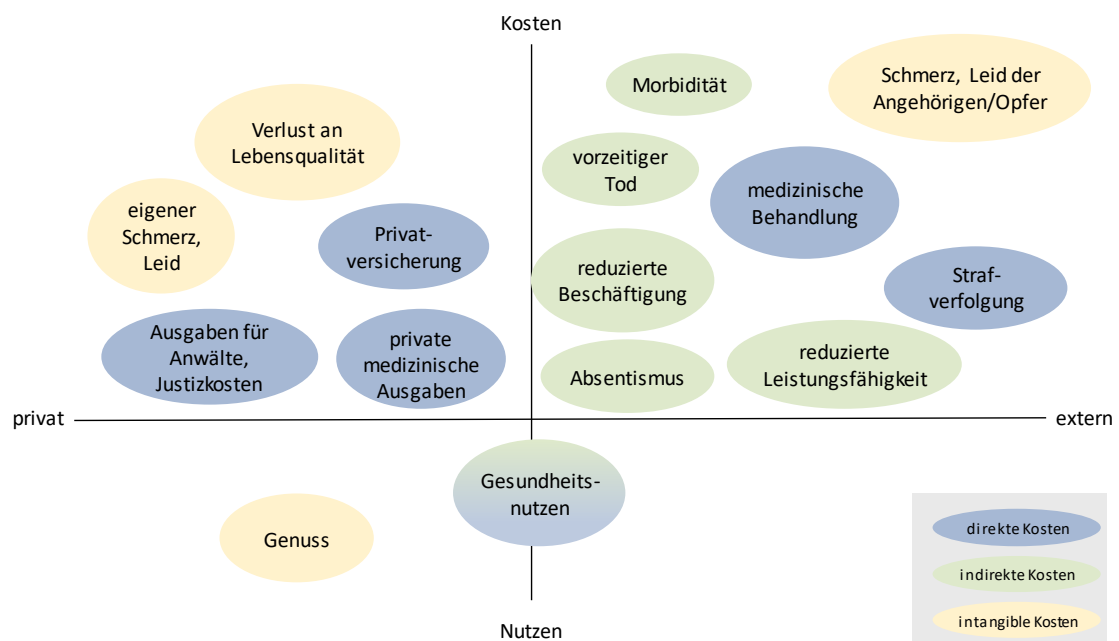 Kosten
Morbidität
Schmerz, Leid der
Angehörigen/Opfer
Verlust an
Lebensqualität
vorzeitiger
Tod
medizinische
Behandlung
eigener
Schmerz,
Leid
Privat-
versicherung
reduzierte
Beschäftigung
Straf-
verfolgung
Ausgaben für
Anwälte,
Justizkosten
private
medizinische
Ausgaben
Absentismus
reduzierte
Leistungsfähigkeit
privat
extern
Gesundheits-
nutzen
Genuss
direkte Kosten
indirekte Kosten
intangible Kosten
Nutzen